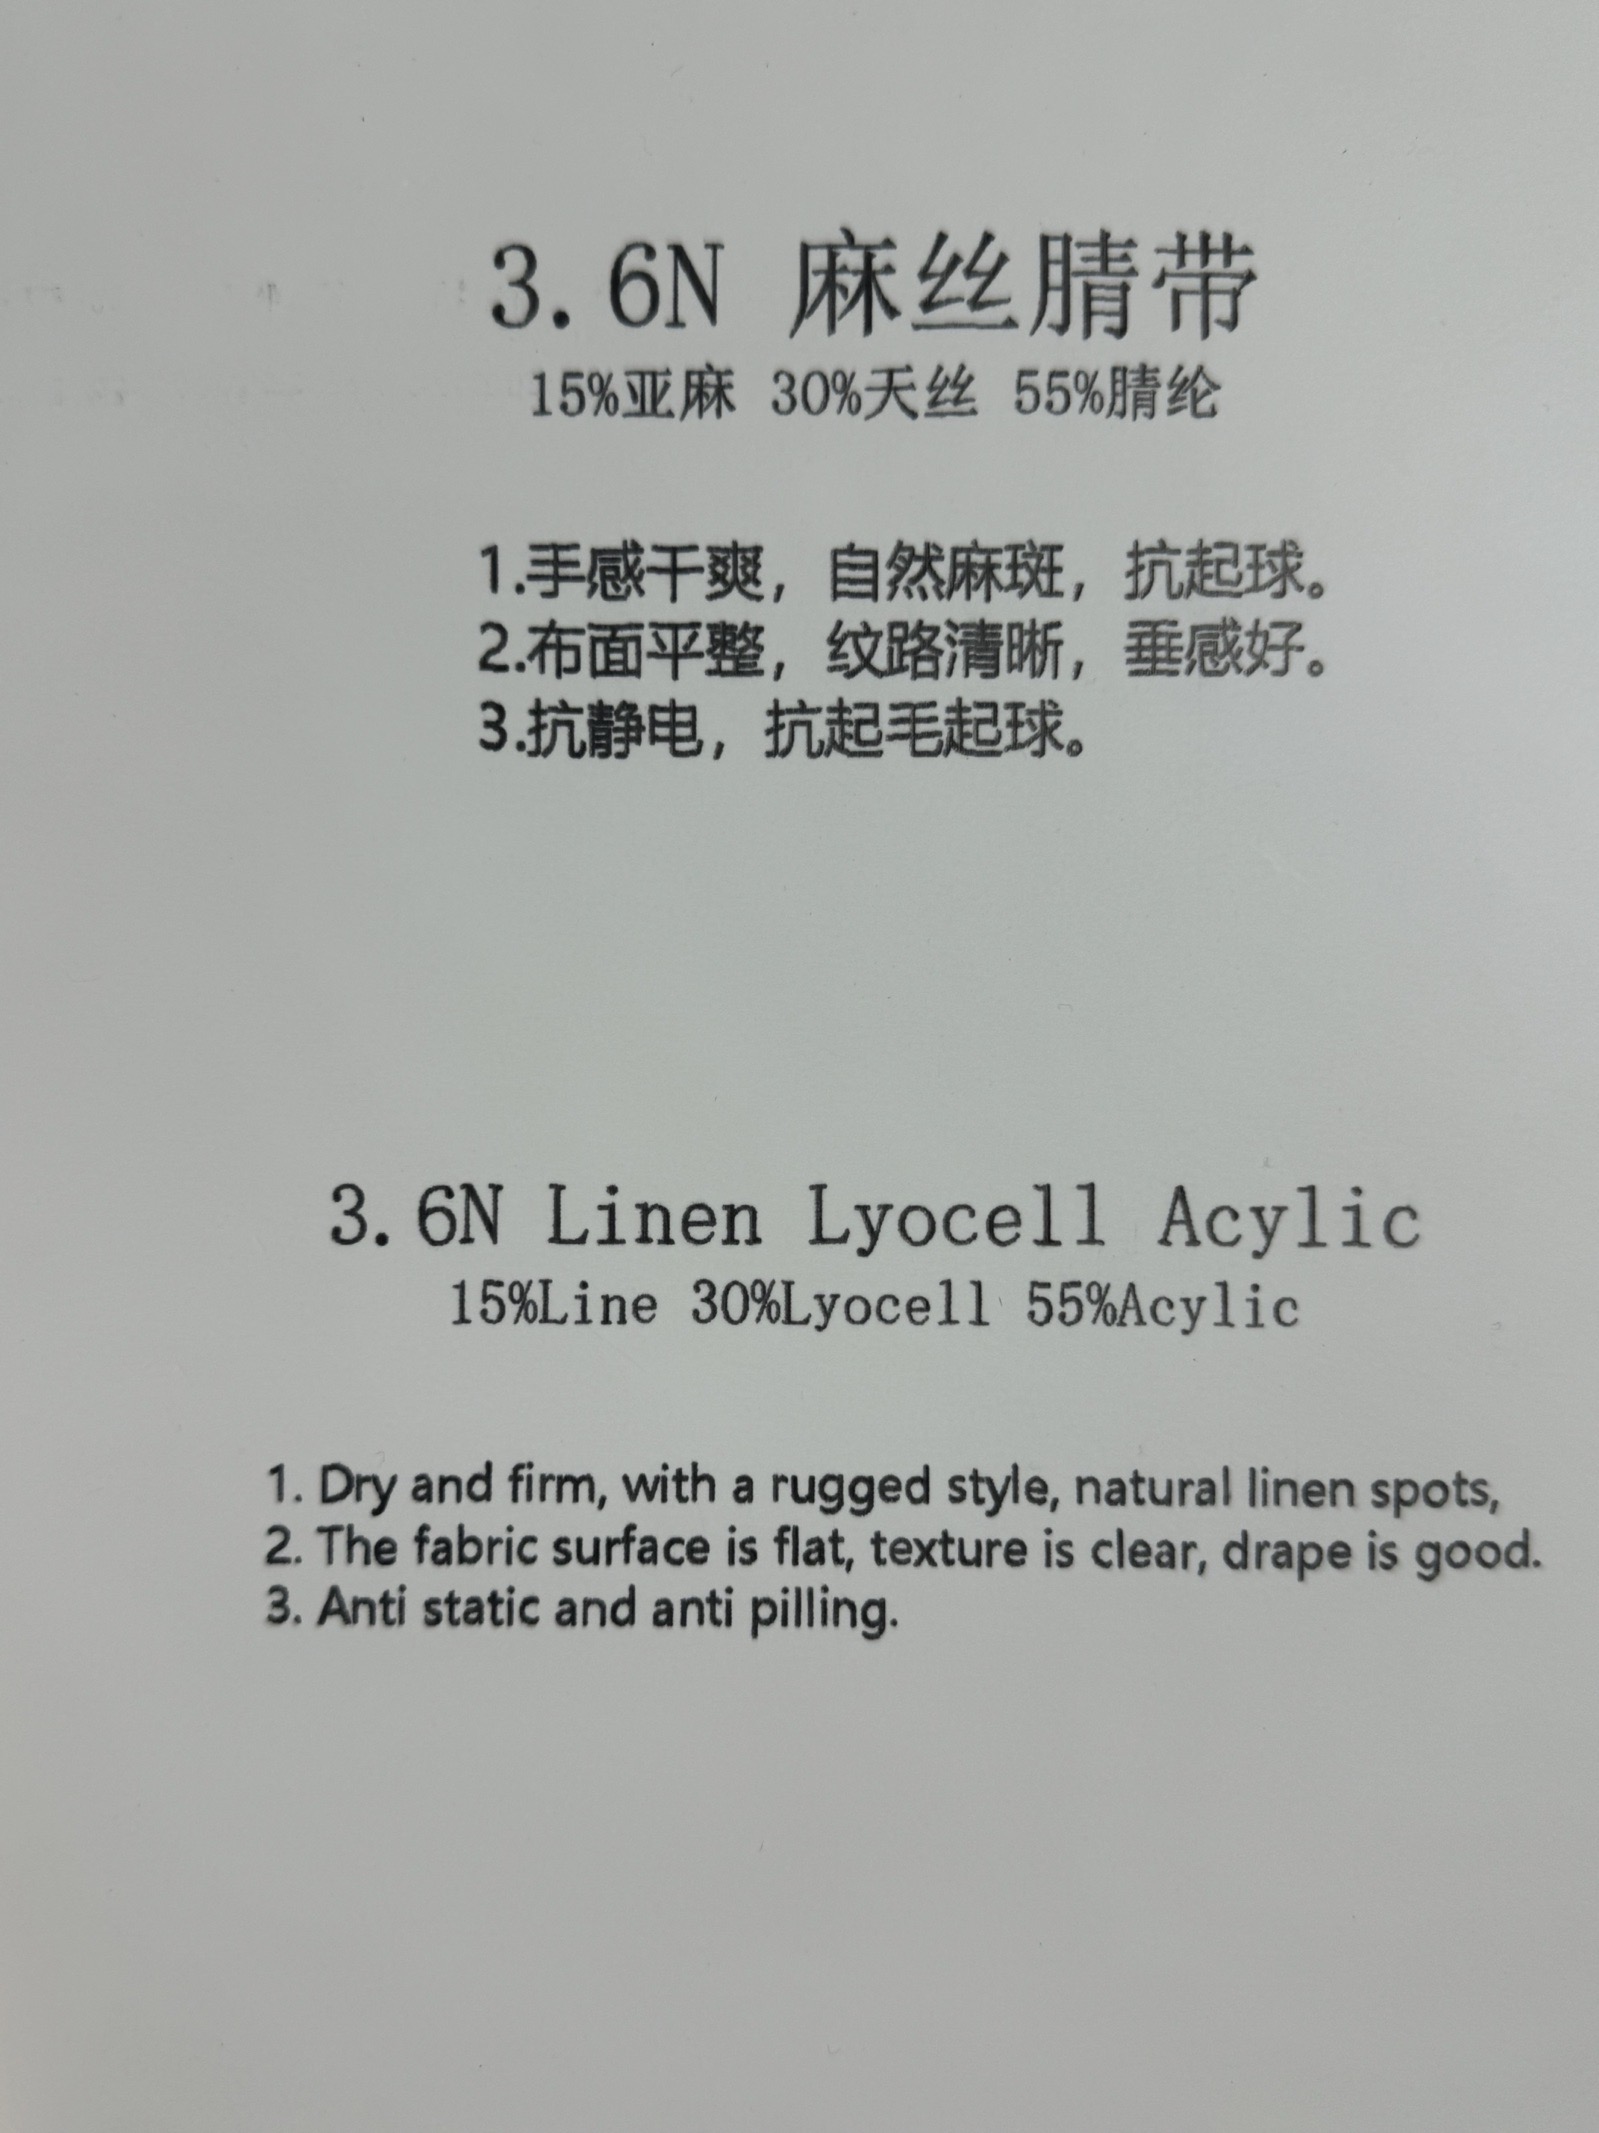 3.6N 麻丝腈带
15%亚麻 30%天丝 55%腈纶
1.手感干爽，自然麻斑，抗起球。
2.布面平整，纹路清晰，垂感好。
3.抗静电，抗起毛起球。
3.6N Linen Lyocell Acylic
15%Line 30%Lyocell 55%Acylic
1. Dry and firm, with a rugged style, natural linen spots,
2. The fabric surface is flat, texture is clear, drape is good.
3. Anti static and anti pilling.